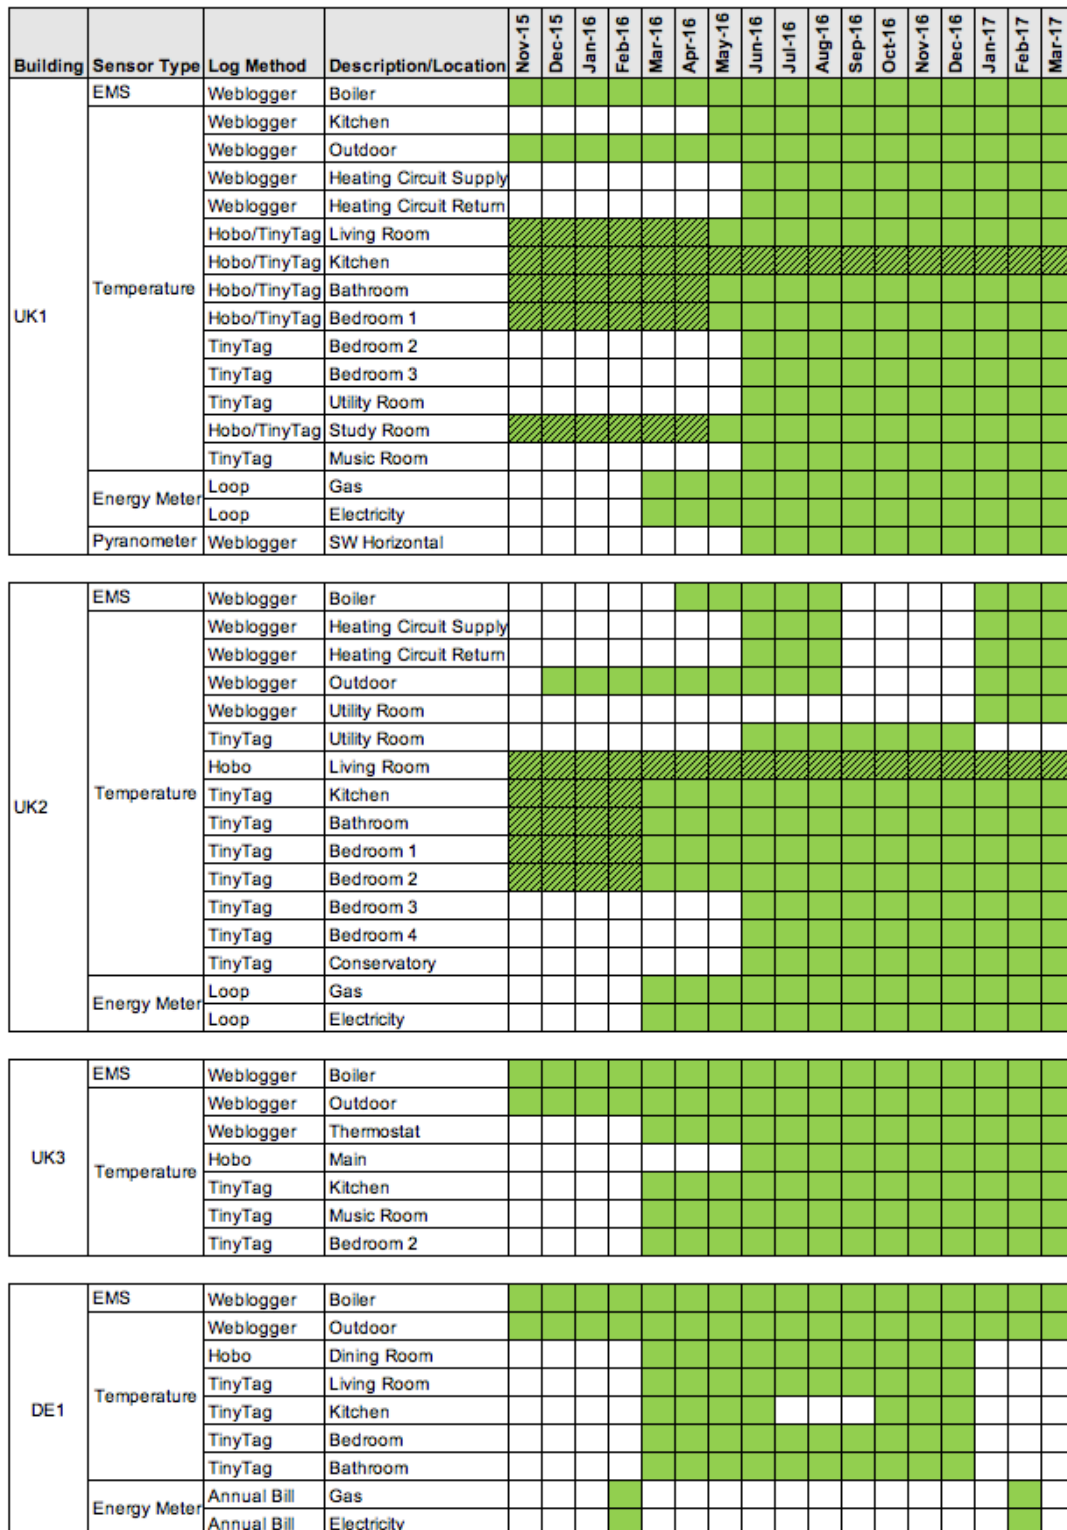 Building Sensor Type Log Method Description/Location Nov-15 Dec-15 Jan-16 Feb-16 Mar-16 Apr-16 May-16 Jun-16 Jul-16 Aug-16 Sep-16 Oct-16 Nov-16 Dec-16 Jan-17 Feb-17 Mar-17
UK1 EMS Weblogger Boiler
Temperature Weblogger Kitchen
Weblogger Outdoor
Weblogger Heating Circuit Supply
Weblogger Heating Circuit Return
Hobo/TinyTag Living Room
Hobo/TinyTag Kitchen
Hobo/TinyTag Bathroom
Hobo/TinyTag Bedroom 1
TinyTag Bedroom 2
TinyTag Bedroom 3
TinyTag Utility Room
Hobo/TinyTag Study Room
TinyTag Music Room
Energy Meter Loop Gas
Loop Electricity
Pyranometer Weblogger SW Horizontal
UK2 EMS Weblogger Boiler
Temperature Weblogger Heating Circuit Supply
Weblogger Heating Circuit Return
Weblogger Outdoor
Weblogger Utility Room
TinyTag Utility Room
Hobo Living Room
TinyTag Kitchen
TinyTag Bathroom
TinyTag Bedroom 1
TinyTag Bedroom 2
TinyTag Bedroom 3
TinyTag Bedroom 4
TinyTag Conservatory
Energy Meter Loop Gas
Loop Electricity
UK3 EMS Weblogger Boiler
Temperature Weblogger Outdoor
Weblogger Thermostat
Hobo Main
TinyTag Kitchen
TinyTag Music Room
TinyTag Bedroom 2
DE1 EMS Weblogger Boiler
Temperature Weblogger Outdoor
Hobo Dining Room
TinyTag Living Room
TinyTag Kitchen
TinyTag Bedroom
TinyTag Bathroom
Energy Meter Annual Bill Gas
Annual Bill Electricity